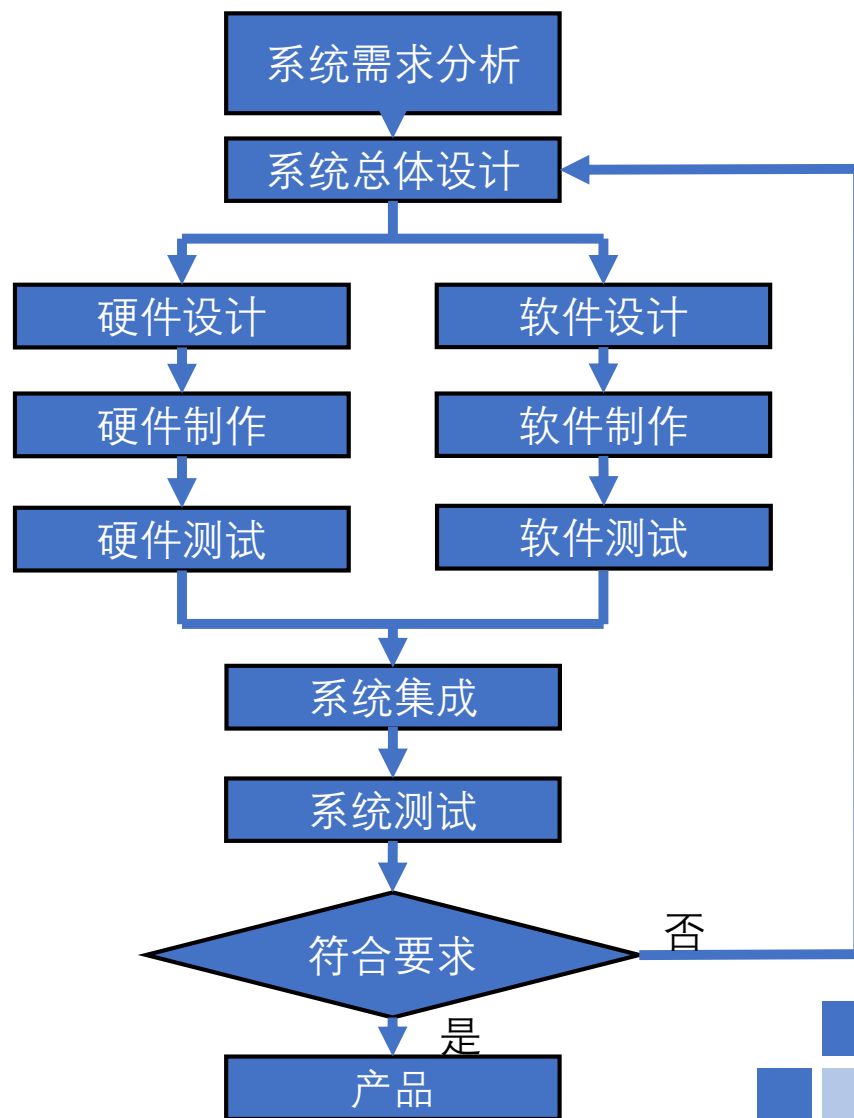 系统需求分析
系统总体设计
硬件设计
软件设计
硬件制作
软件制作
硬件测试
软件测试
系统集成
系统测试
符合要求
否
是
产品